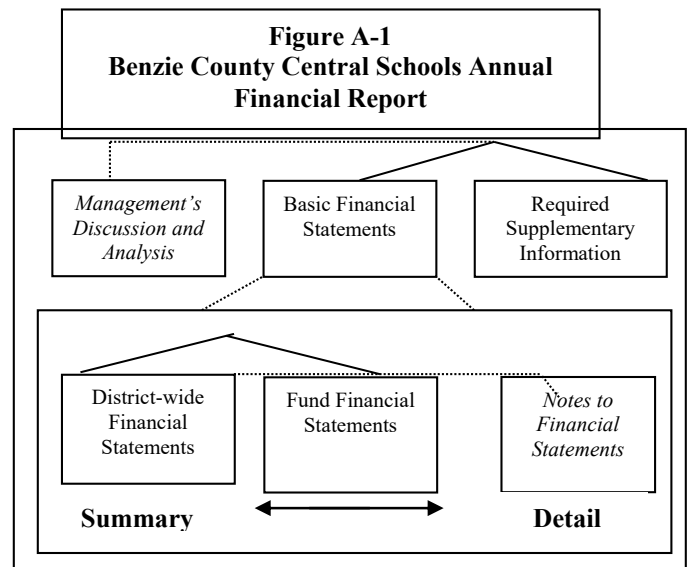 Figure A-1
Benzie County Central Schools Annual
Financial Report
Management's
Discussion and
Analysis
Basic Financial
Statements
Required
Supplementary
Information
District-wide
Financial
Statements
Fund Financial
Statements
Notes to
Financial
Statements
Summary
Detail